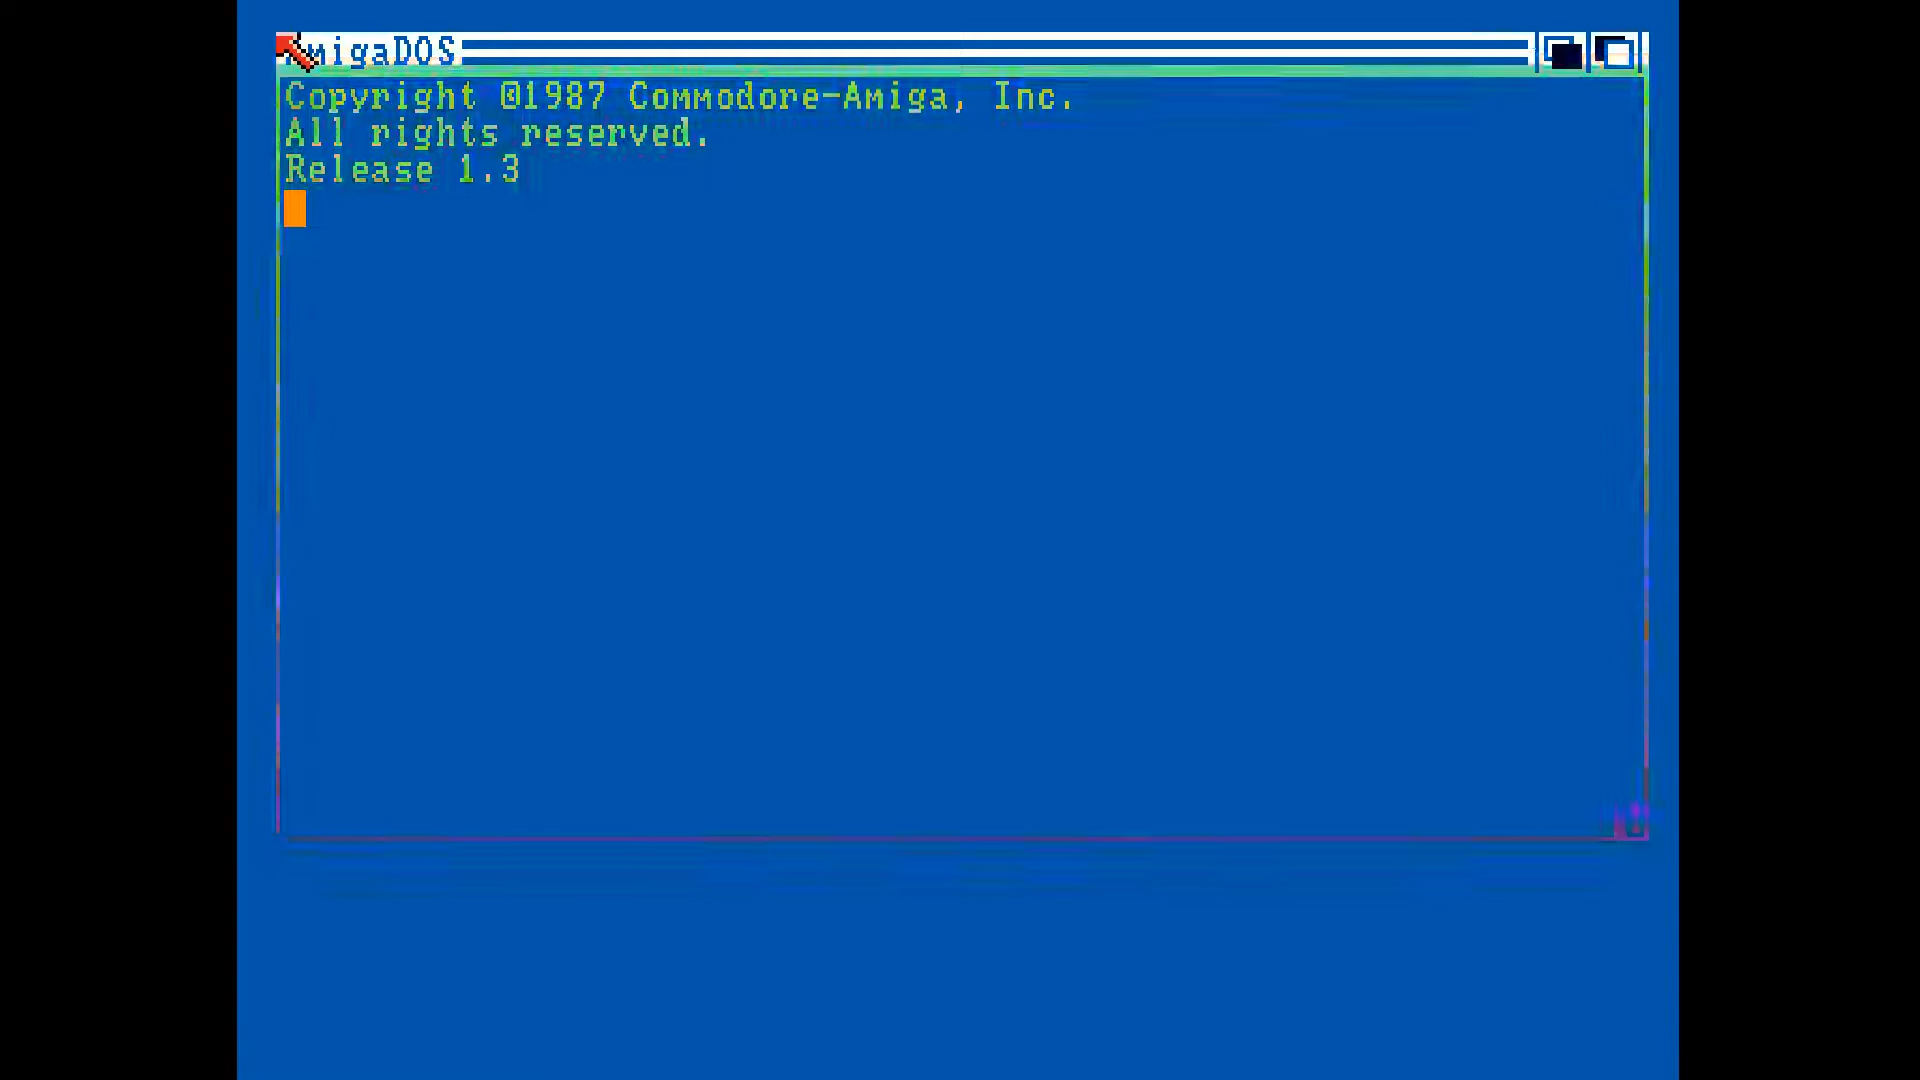 AmigaDOS
Copyright ©1987 Commodore-Amiga, Inc.
All rights reserved.
Release 1.3